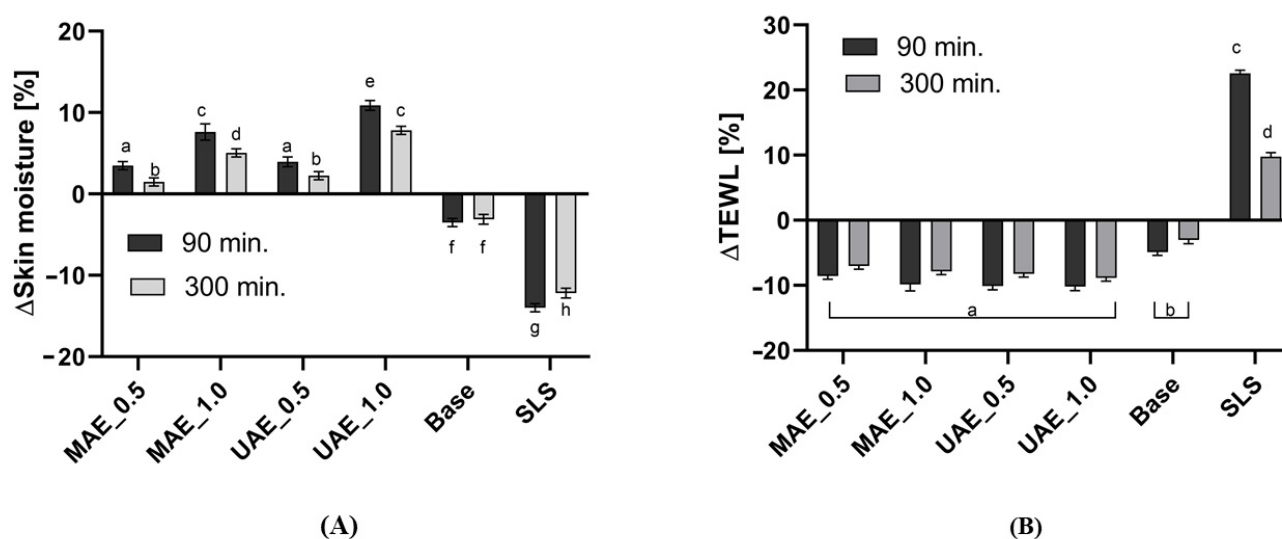 ΔSkin moisture [%]
20
10
0
−10
−20
a
b
c
d
a
b
e
c
f
f
g
h
90 min.
300 min.
MAE_0.5
MAE_1.0
UAE_0.5
UAE_1.0
Base
SLS
(A)
ΔTEWL [%]
30
20
10
0
−10
−20
90 min.
300 min.
a
b
c
d
MAE_0.5
MAE_1.0
UAE_0.5
UAE_1.0
Base
SLS
(B)